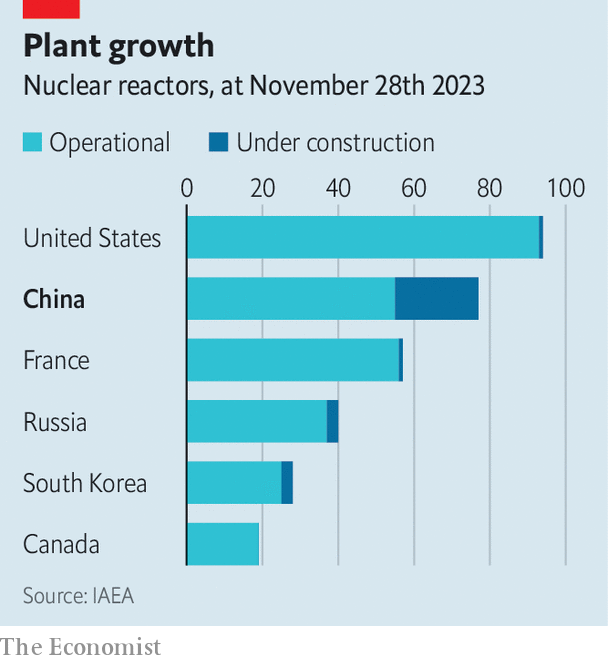 Plant growth
Nuclear reactors, at November 28th 2023
Operational Under construction
0 20 40 60 80 100
United States
China
France
Russia
South Korea
Canada
Source: IAEA
The Economist